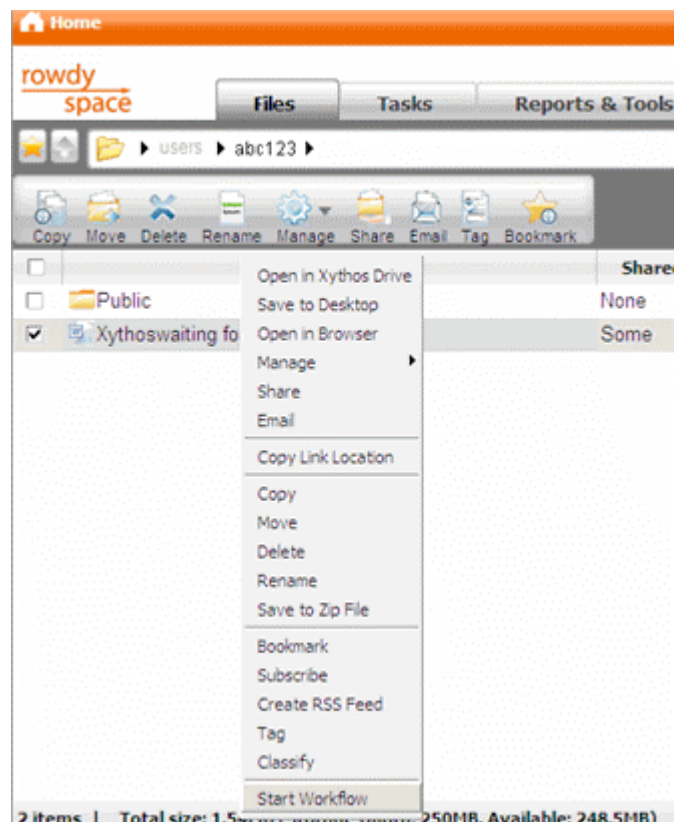 Home
rowdy
space
Files Tasks Reports & Tools
users abc123
Copy Move Delete Rename Manage Share Email Tag Bookmark
Share
Public None
Xythoswaiting fo Some
Open in Xythos Drive
Save to Desktop
Open in Browser
Manage
Share
Email
Copy Link Location
Copy
Move
Delete
Rename
Save to Zip File
Bookmark
Subscribe
Create RSS Feed
Tag
Classify
Start Workflow
2 items | Total size: 1.5 250MB, Available: 248.5MB)